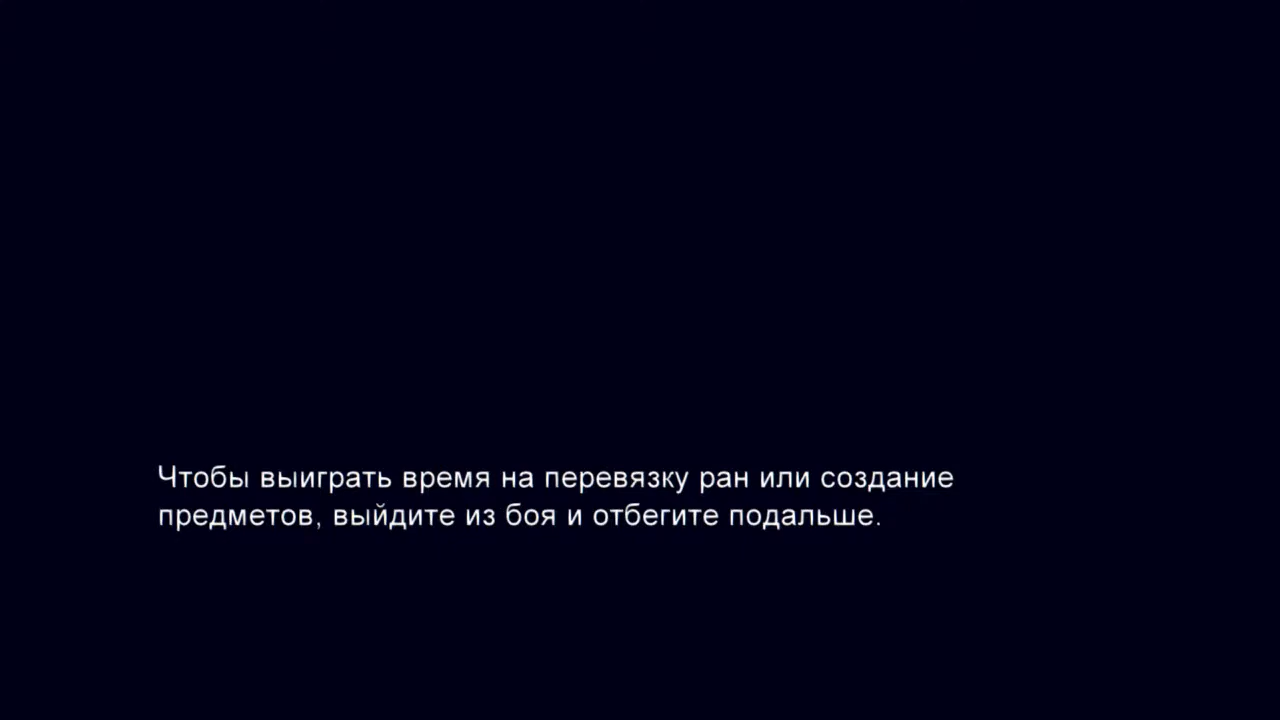 Чтобы выиграть время на перевязку ран или создание
предметов, выйдите из боя и отбегите подальше.